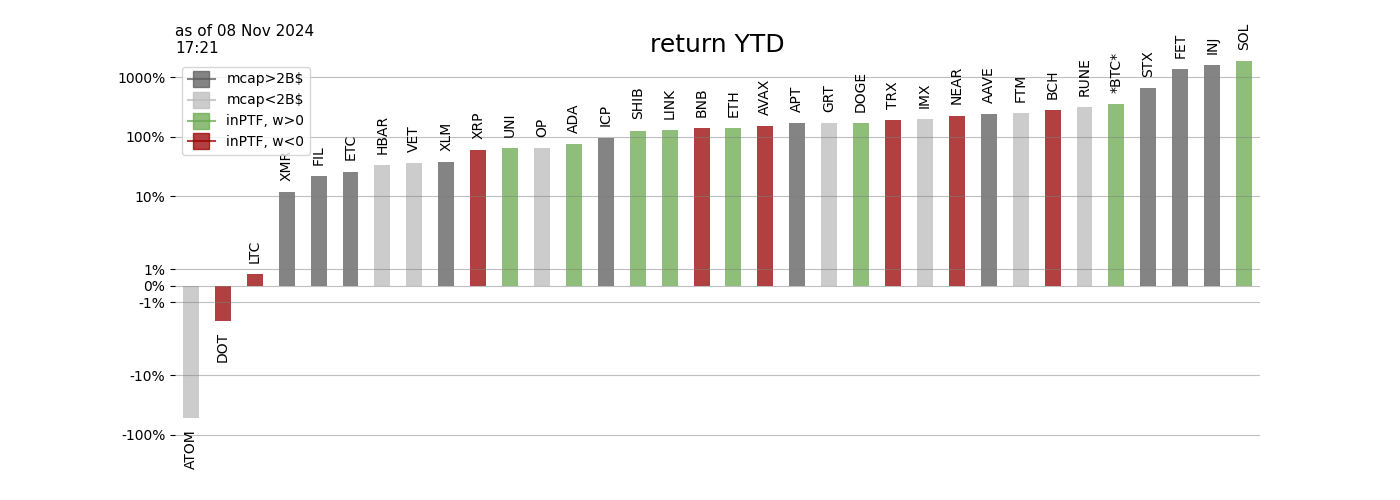 as of 08 Nov 2024
17:21
return YTD
1000%
100%
10%
1%
0%
-1%
-10%
-100%
mcap>2B$
mcap<2B$
inPTF, w>0
inPTF, w<0
ATOM
DOT
LTC
XMR
FIL
ETC
HBAR
VET
XLM
XRP
UNI
OP
ADA
ICP
SHIB
LINK
BNB
ETH
AVAX
APT
GRT
DOGE
TRX
IMX
NEAR
AAVE
FTM
BCH
RUNE
*BTC*
STX
FET
INJ
SOL